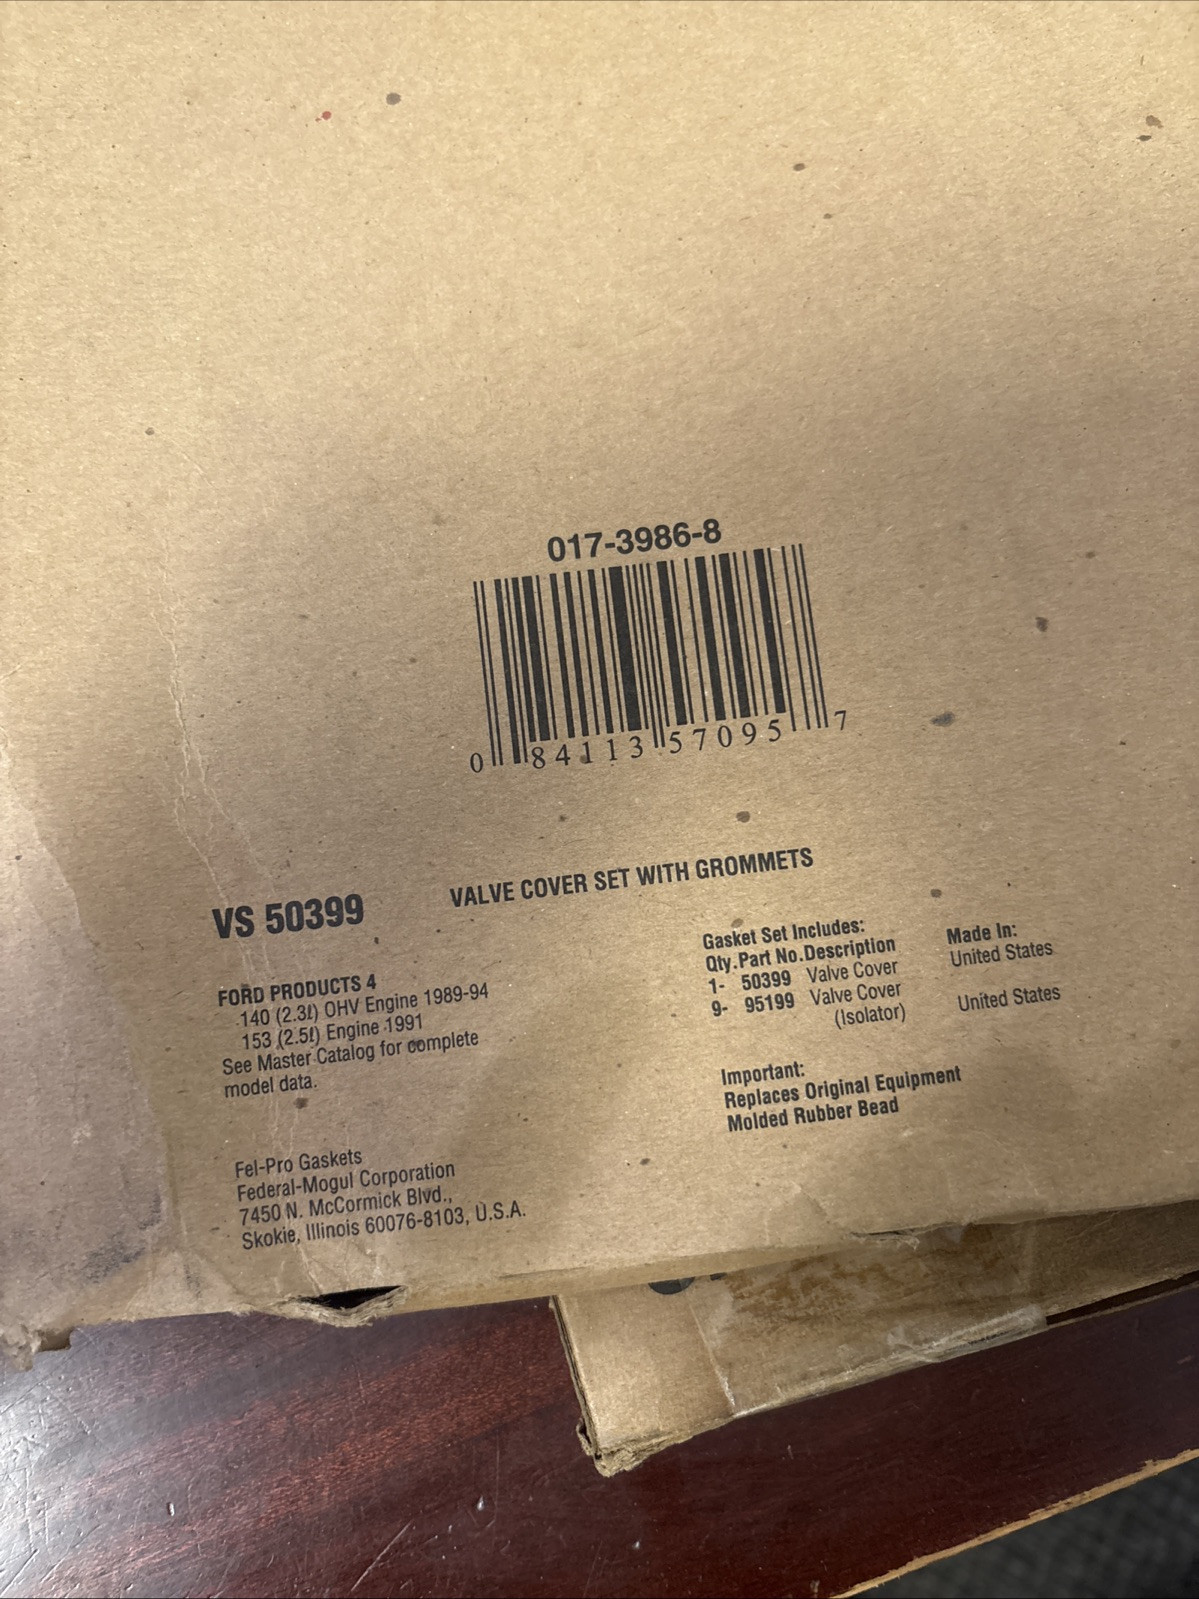 017-3986-8
0 84113 57095 7
VS 50399
VALVE COVER SET WITH GROMMETS
FORD PRODUCTS 4
140 (2.3ℓ) OHV Engine 1989-94
153 (2.5ℓ) Engine 1991
See Master Catalog for complete
model data.
Gasket Set Includes:
Qty. Part No. Description
1- 50399 Valve Cover
9- 95199 Valve Cover
(Isolator)
Made In:
United States
United States
Important:
Replaces Original Equipment
Molded Rubber Bead
Fel-Pro Gaskets
Federal-Mogul Corporation
7450 N. McCormick Blvd.,
Skokie, Illinois 60076-8103, U.S.A.